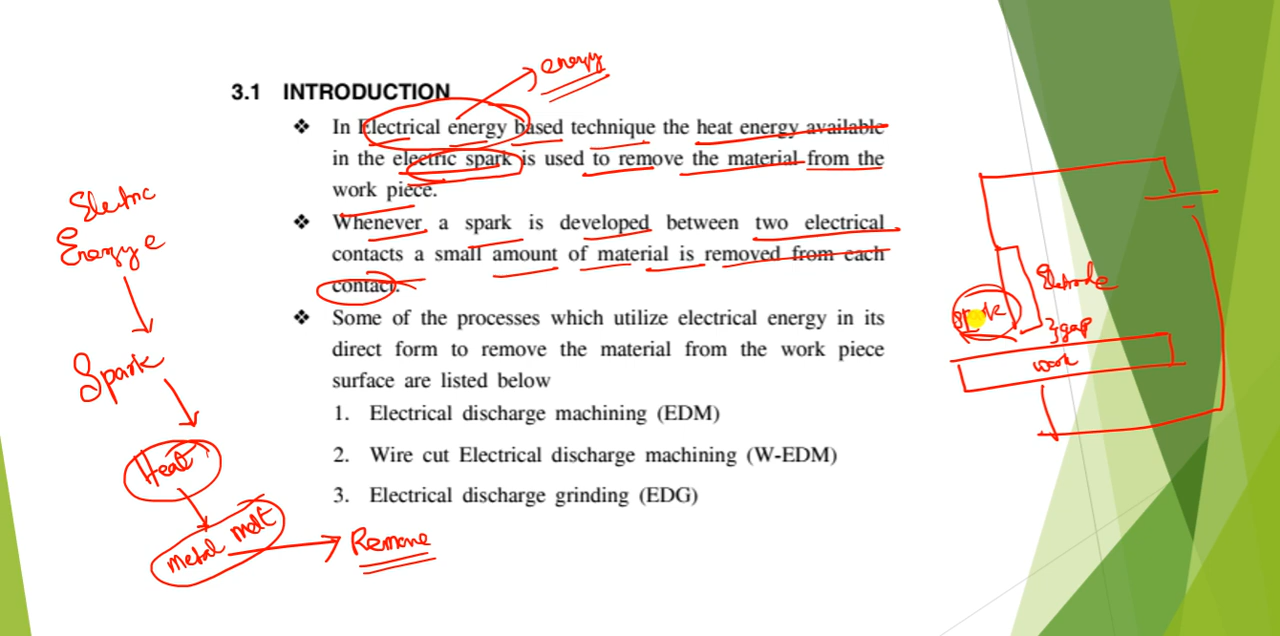 energy
3.1 INTRODUCTION
❖ In Electrical energy based technique the heat energy available
in the electric spark is used to remove the material from the
work piece.
❖ Whenever a spark is developed between two electrical
contacts a small amount of material is removed from each
contact.
❖ Some of the processes which utilize electrical energy in its
direct form to remove the material from the work piece
surface are listed below
1. Electrical discharge machining (EDM)
2. Wire cut Electrical discharge machining (W-EDM)
3. Electrical discharge grinding (EDG)
Electric
Energy
Spark
Heat
metal melt
Remove
Eletrode
Spark
gap
work